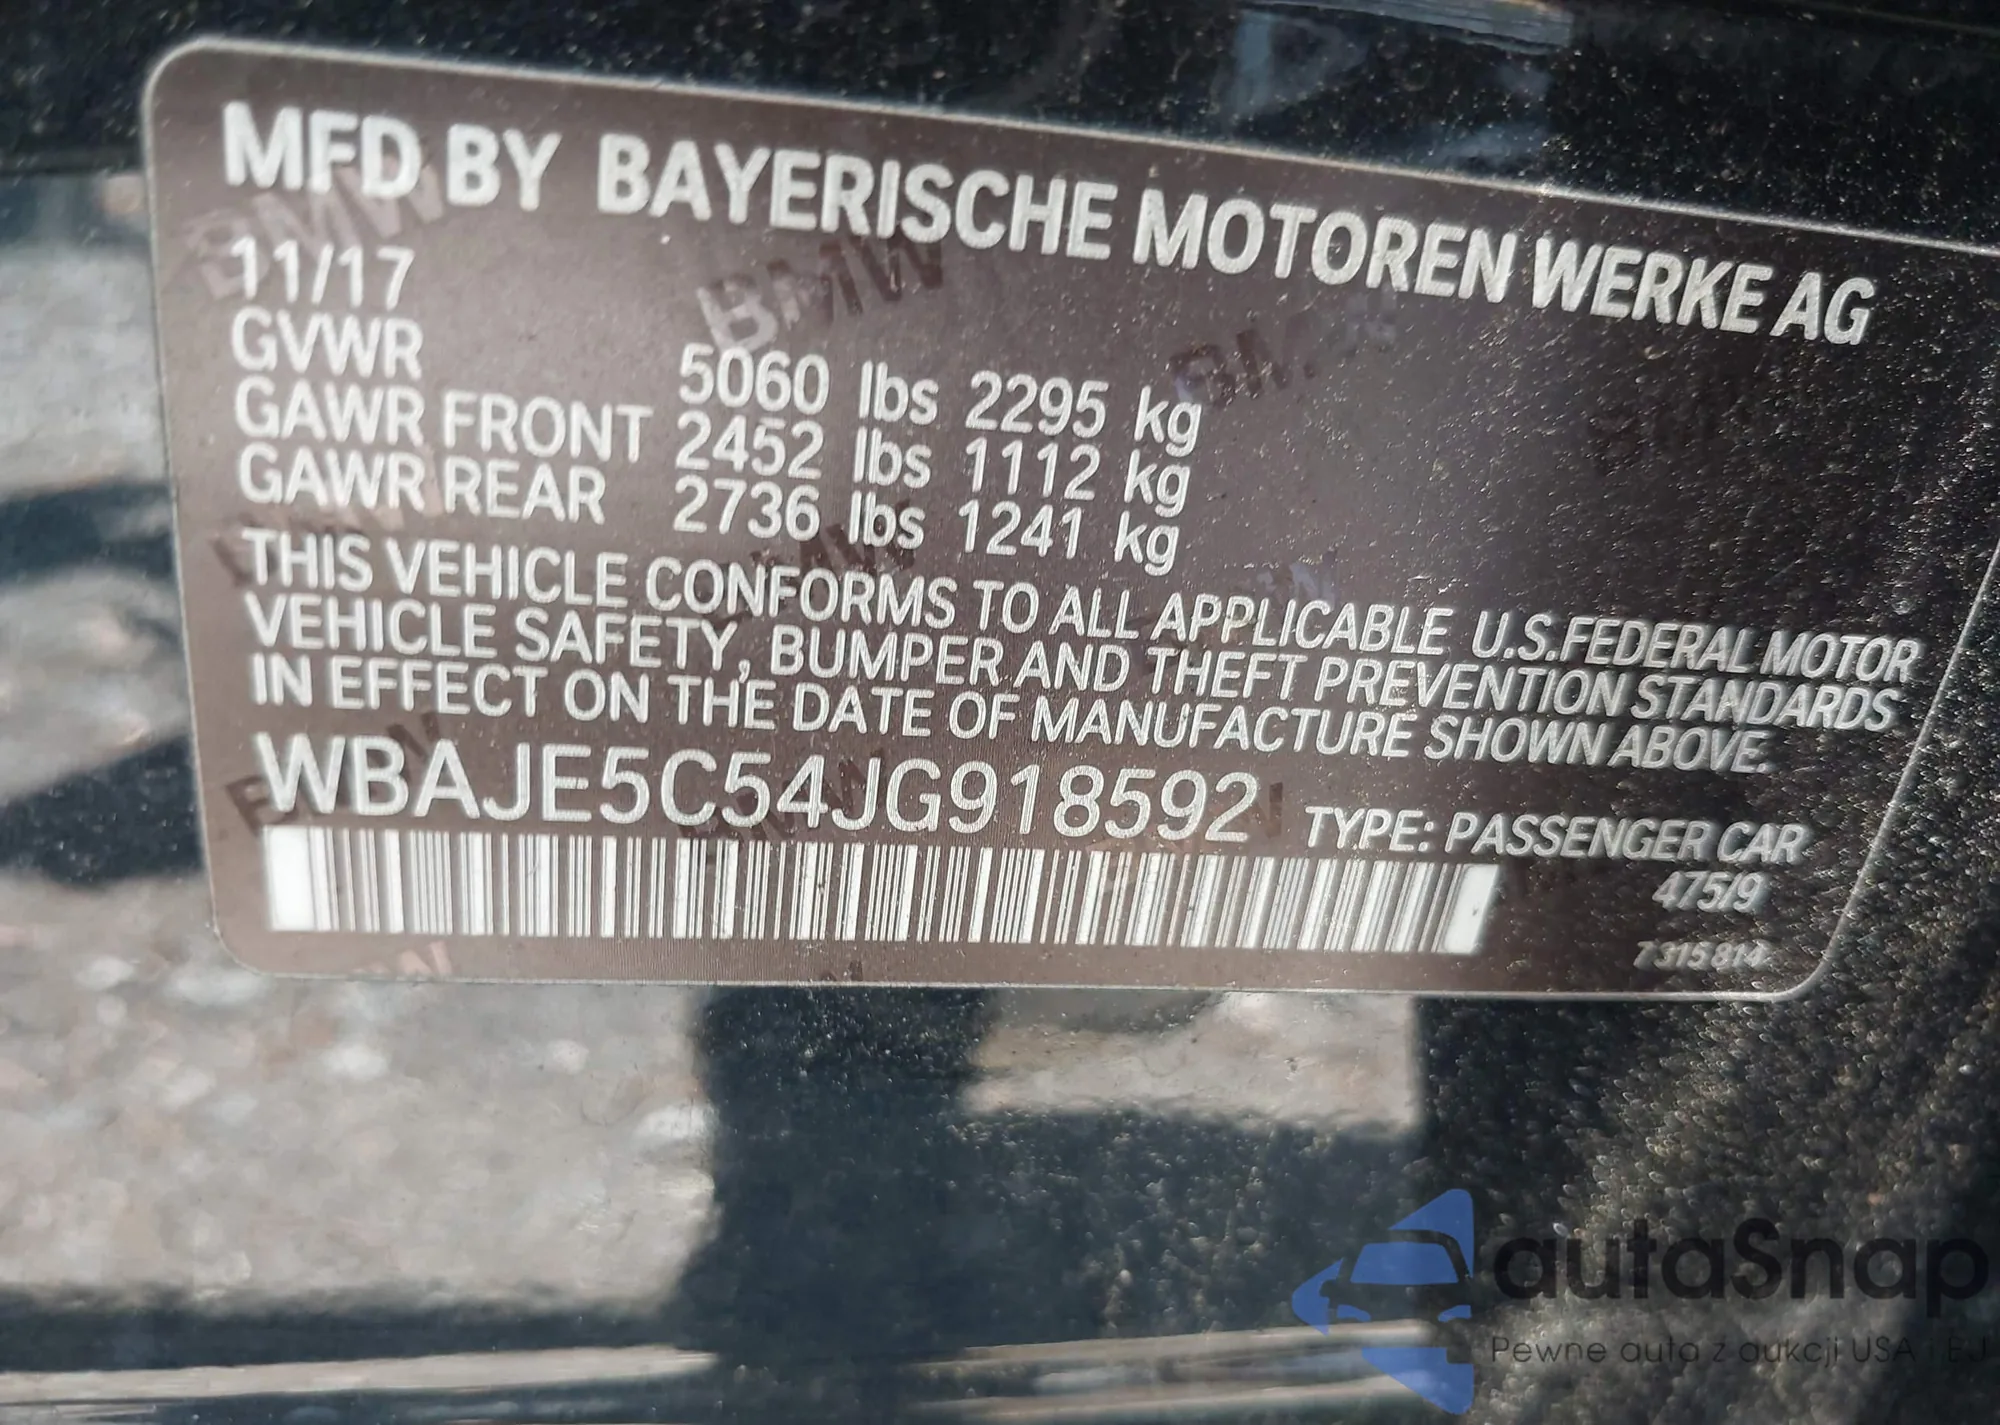 MFD BY BAYERISCHE MOTOREN WERKE AG
11/17
GVWR 5060 lbs 2295 kg
GAWR FRONT 2452 lbs 1112 kg
GAWR REAR 2736 lbs 1241 kg
THIS VEHICLE CONFORMS TO ALL APPLICABLE U.S.FEDERAL MOTOR
VEHICLE SAFETY, BUMPER AND THEFT PREVENTION STANDARDS
IN EFFECT ON THE DATE OF MANUFACTURE SHOWN ABOVE.
WBAJE5C54JG918592 TYPE: PASSENGER CAR
475/9
7315814
autaSnap
Pewne auta z aukcji USA i EU